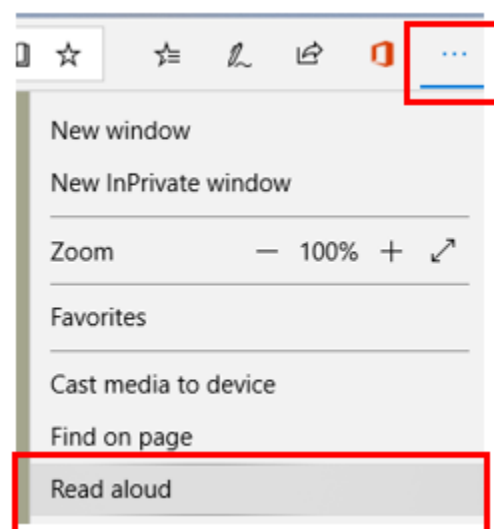 New window
New InPrivate window
Zoom — 100% +
Favorites
Cast media to device
Find on page
Read aloud